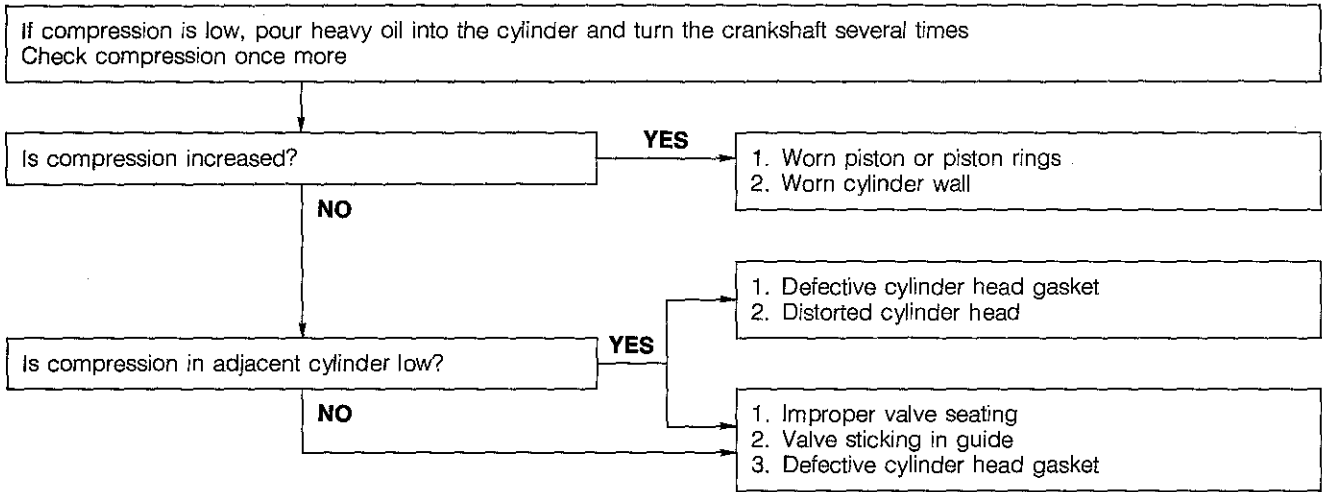 If compression is low, pour heavy oil into the cylinder and turn the crankshaft several times
Check compression once more
Is compression increased?
YES
1. Worn piston or piston rings
2. Worn cylinder wall
NO
1. Defective cylinder head gasket
2. Distorted cylinder head
Is compression in adjacent cylinder low?
YES
NO
1. Improper valve seating
2. Valve sticking in guide
3. Defective cylinder head gasket